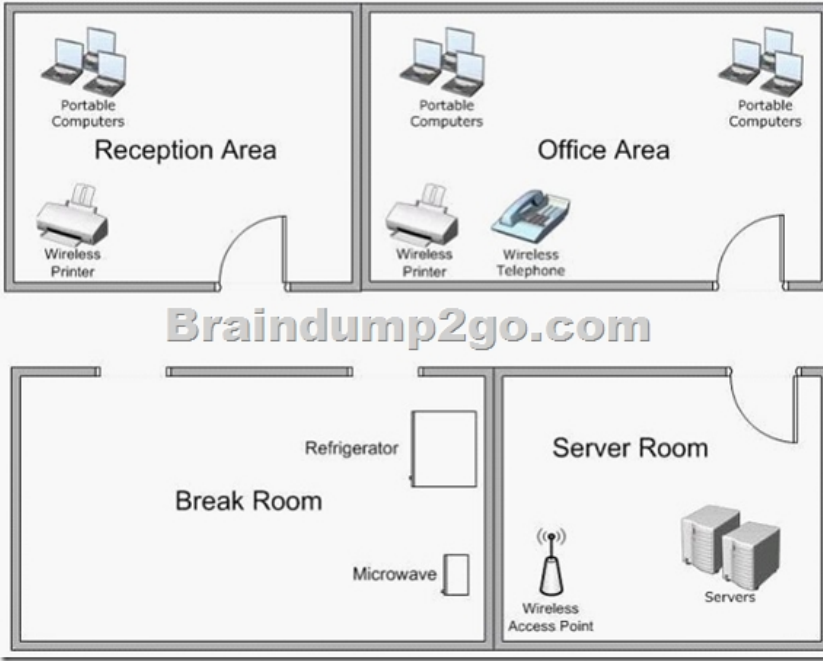 Portable
Computers
Portable
Computers
Portable
Computers
Reception Area
Office Area
Wireless
Printer
Wireless
Printer
Wireless
Telephone
Braindump2go.com
Refrigerator
Server Room
Break Room
Microwave
Wireless
Access Point
Servers